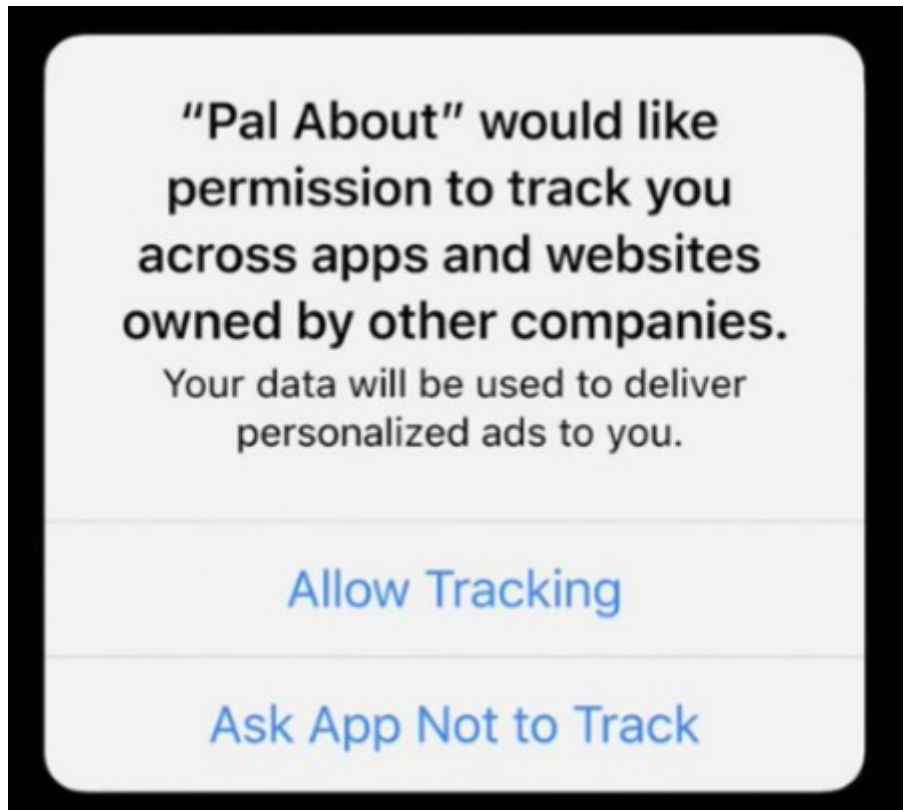 “Pal About” would like
permission to track you
across apps and websites
owned by other companies.
Your data will be used to deliver
personalized ads to you.
Allow Tracking
Ask App Not to Track